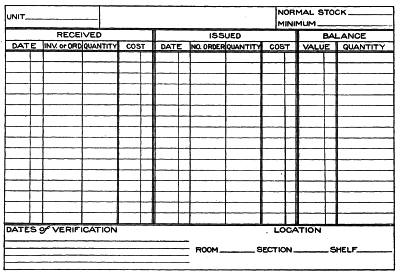 UNIT NORMAL STOCK
MINIMUM
RECEIVED ISSUED BALANCE
DATE INV. or ORD QUANTITY COST DATE NO. ORDER QUANTITY COST VALUE QUANTITY
DATES of VERIFICATION LOCATION
ROOM SECTION SHELF